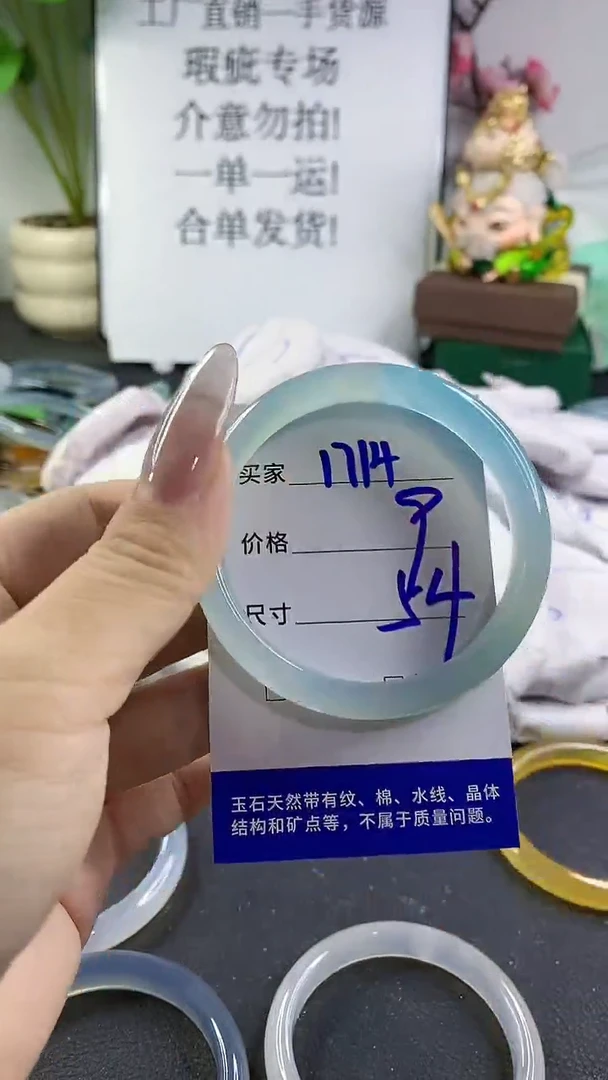 工厂直销一手货源
瑕疵专场
介意勿拍!
一单一运!
合单发货!
买家 1714
价格
尺寸 54
玉石天然带有纹、棉、水线、晶体
结构和矿点等，不属于质量问题。